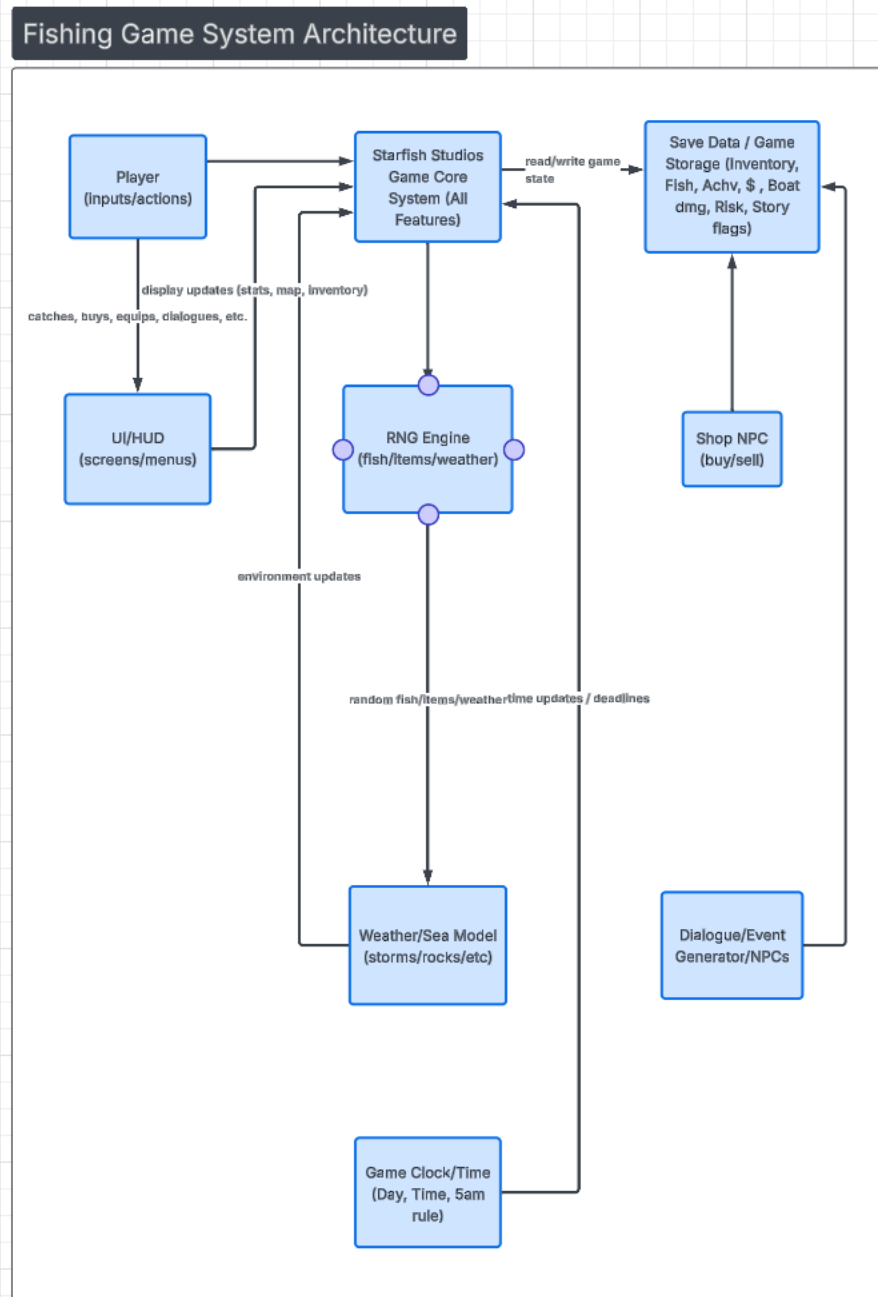 Fishing Game System Architecture
Player
(inputs/actions)
Starfish Studios
Game Core
System (All
Features)
read/write game
state
Save Data / Game
Storage (Inventory,
Fish, Achv, $ , Boat
dmg, Risk, Story
flags)
display updates (stats, map, inventory)
catches, buys, equips, dialogues, etc.
UI/HUD
(screens/menus)
RNG Engine
(fish/items/weather)
Shop NPC
(buy/sell)
environment updates
random fish/items/weather
time updates / deadlines
Weather/Sea Model
(storms/rocks/etc)
Dialogue/Event
Generator/NPCs
Game Clock/Time
(Day, Time, 5am
rule)